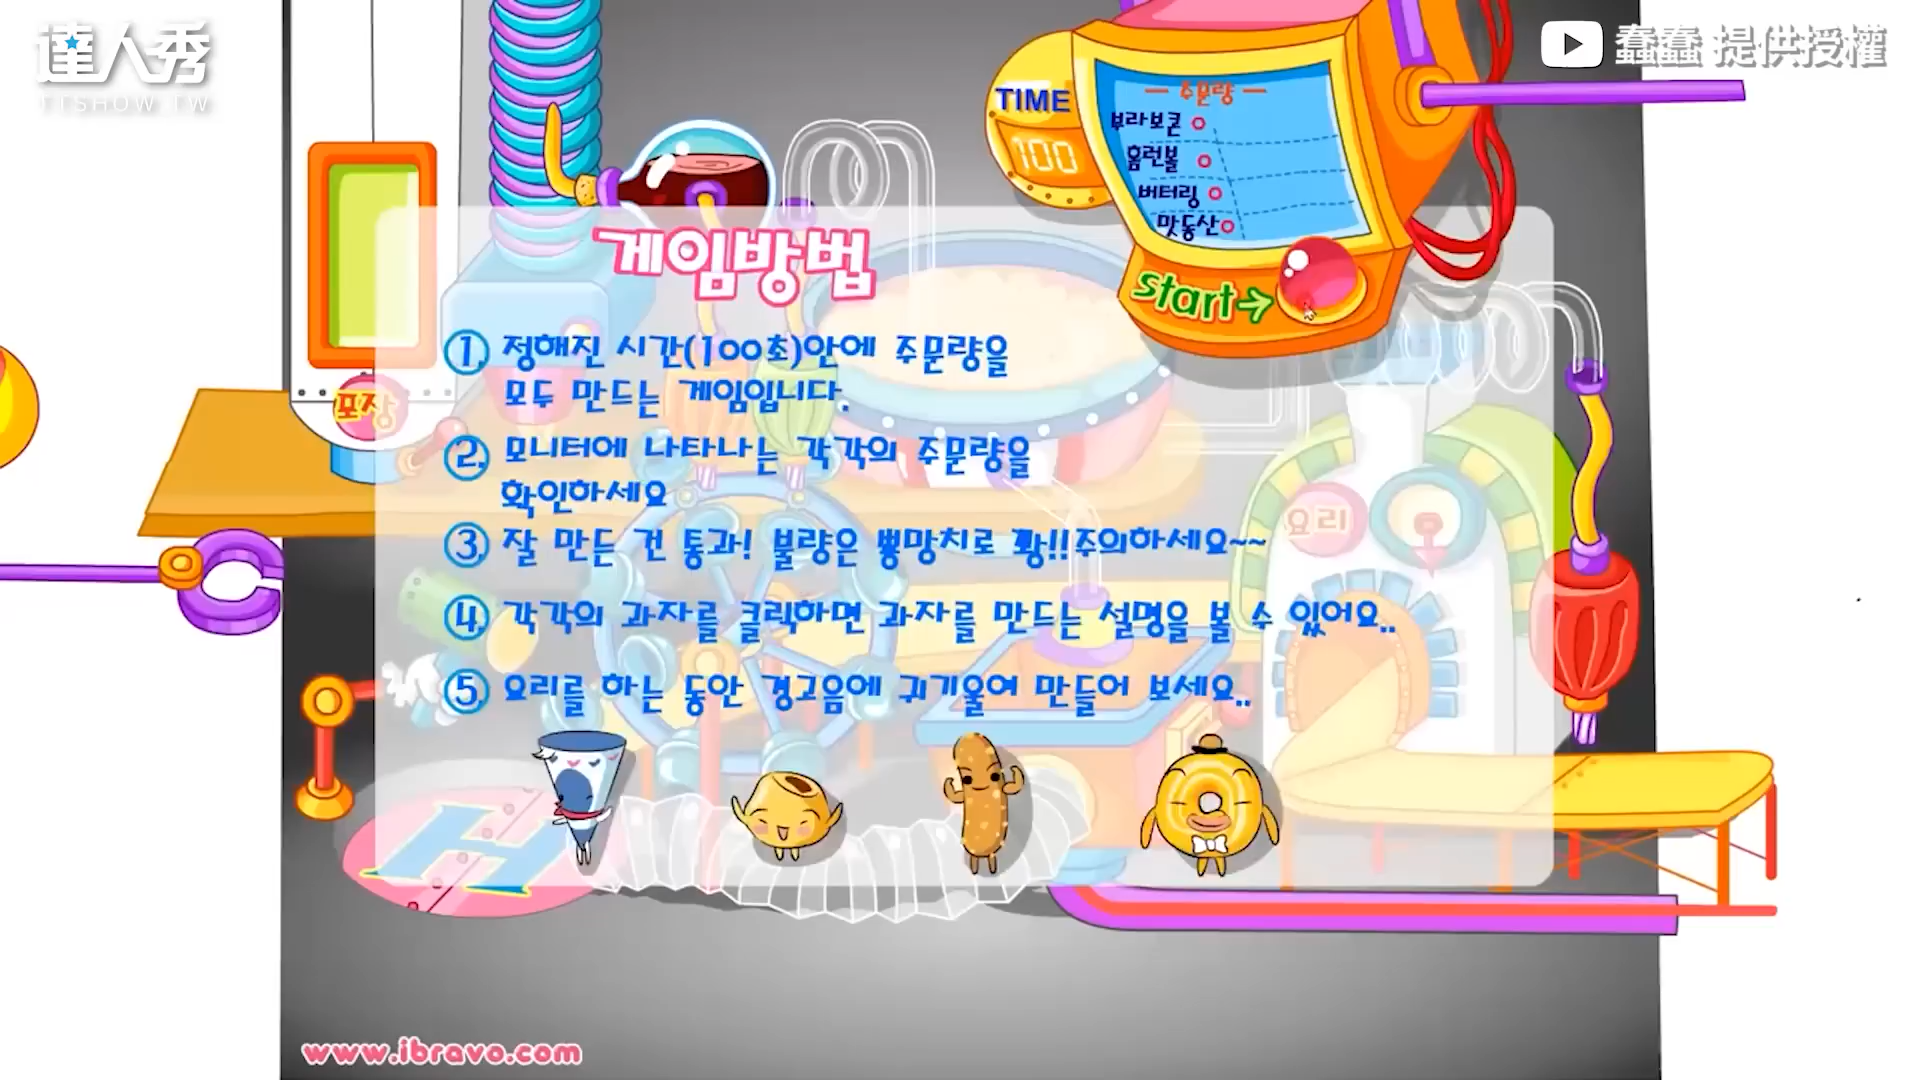 達人秀
TTSHOW.TW
蠢蠢 提供授權
TIME
100
주문량
부라보콘
홈런볼
버터링
맛동산
start
포장
요리
게임방법
1. 정해진 시간(100초)안에 주문량을
모두 만드는 게임입니다.
2. 모니터에 나타나는 각각의 주문량을
확인하세요
3. 잘 만든 건 통과! 불량은 뿅망치로 꽝!!주의하세요~~
4. 각각의 과자를 클릭하면 과자를 만드는 설명을 볼 수 있어요..
5. 요리를 하는 동안 경고음에 귀기울여 만들어 보세요..
H
www.ibravo.com